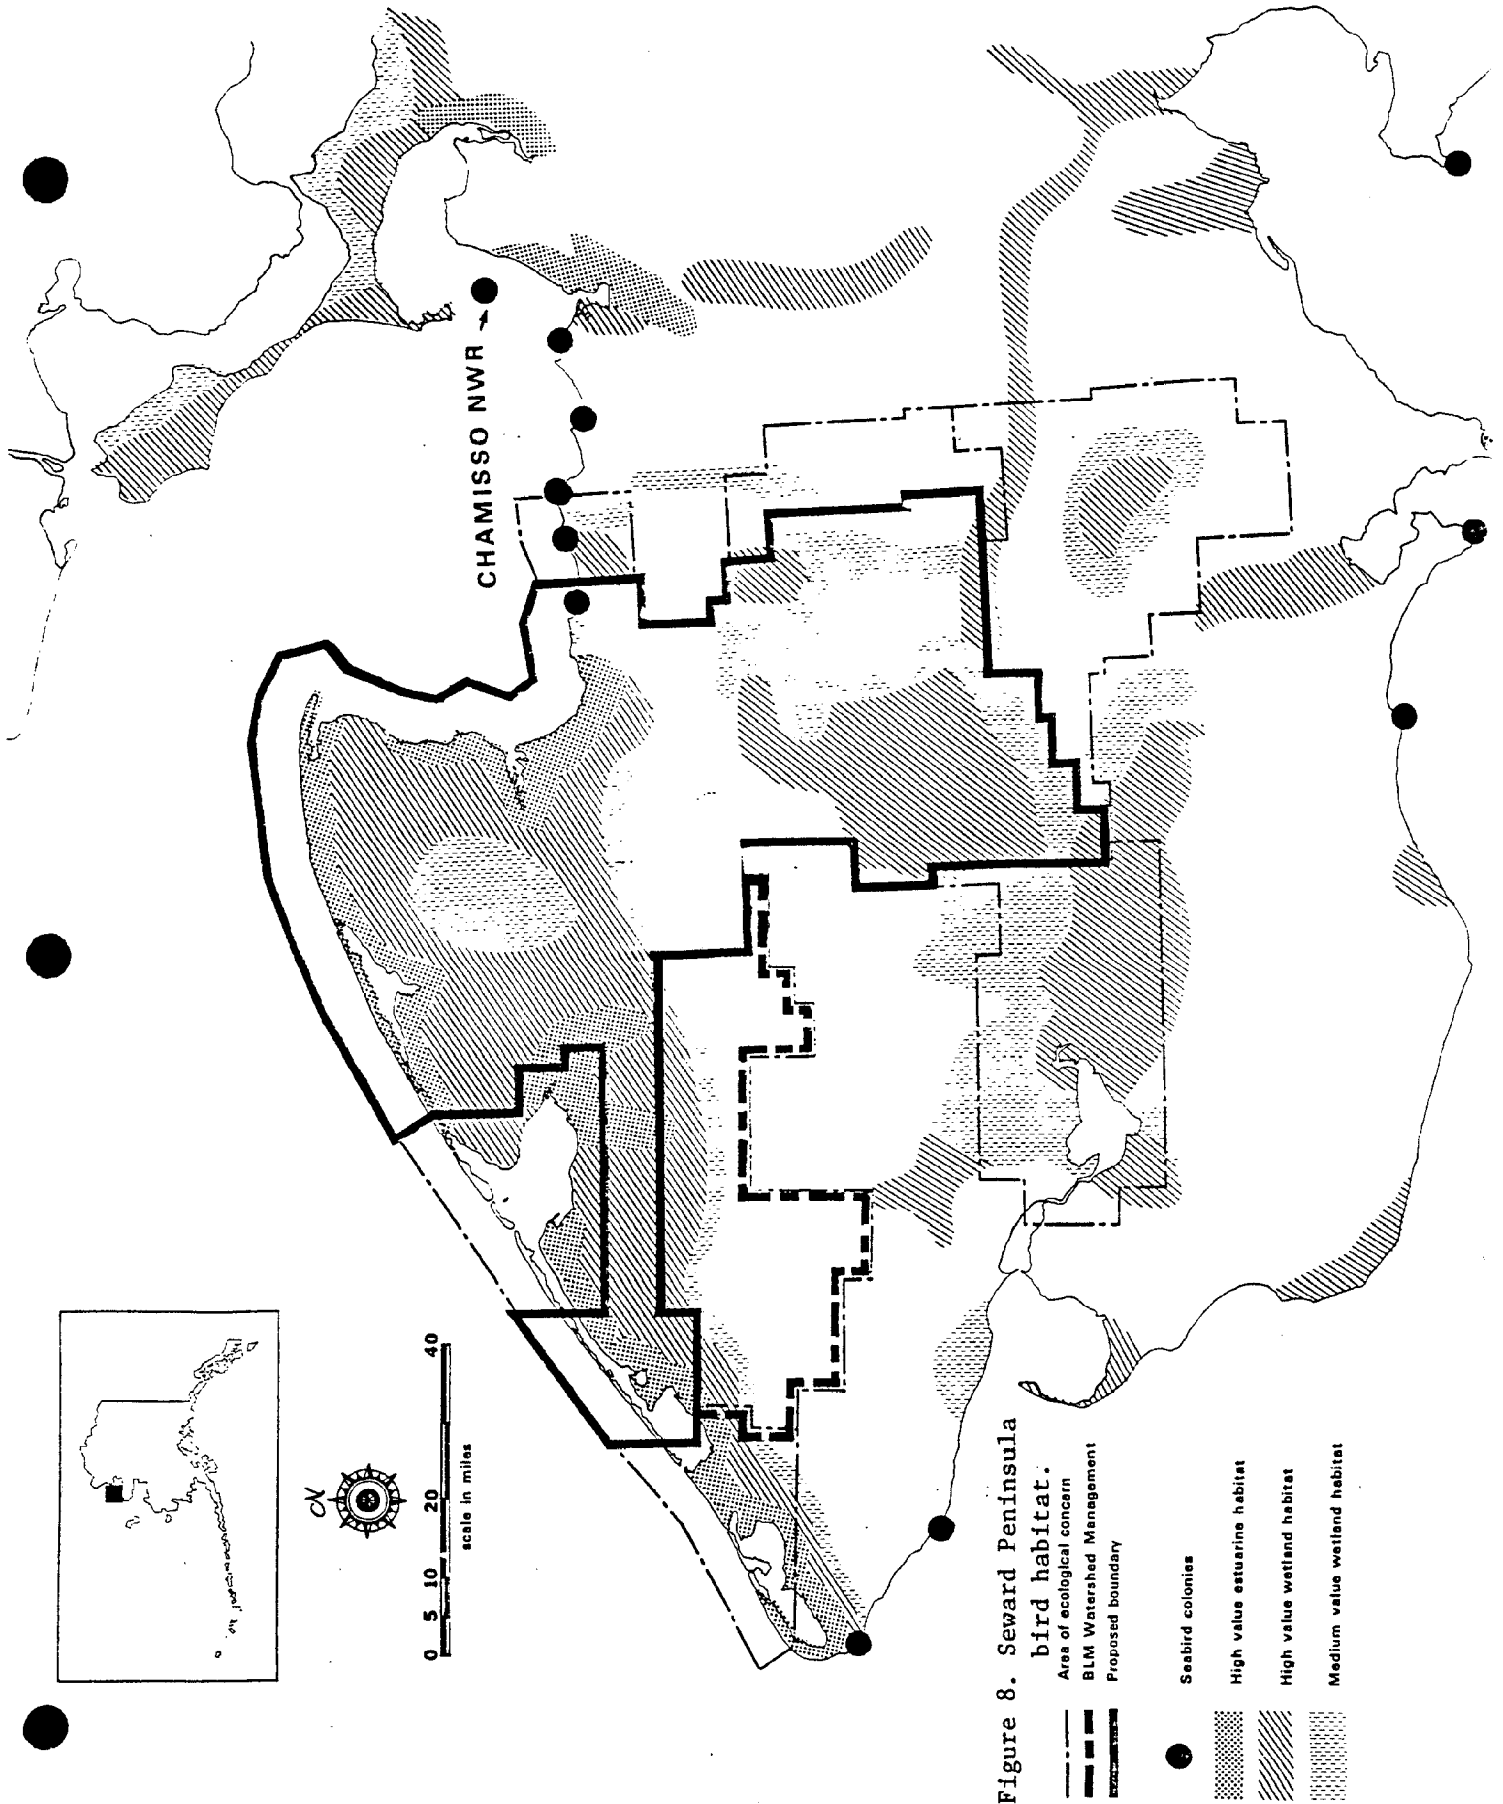 CHAMISSO NWR
N
0 5 10 20 40
scale in miles
Figure 8. Seward Peninsula
bird habitat.
Area of ecological concern
BLM Watershed Management
Proposed boundary
Seabird colonies
High value estuarine habitat
High value wetland habitat
Medium value wetland habitat